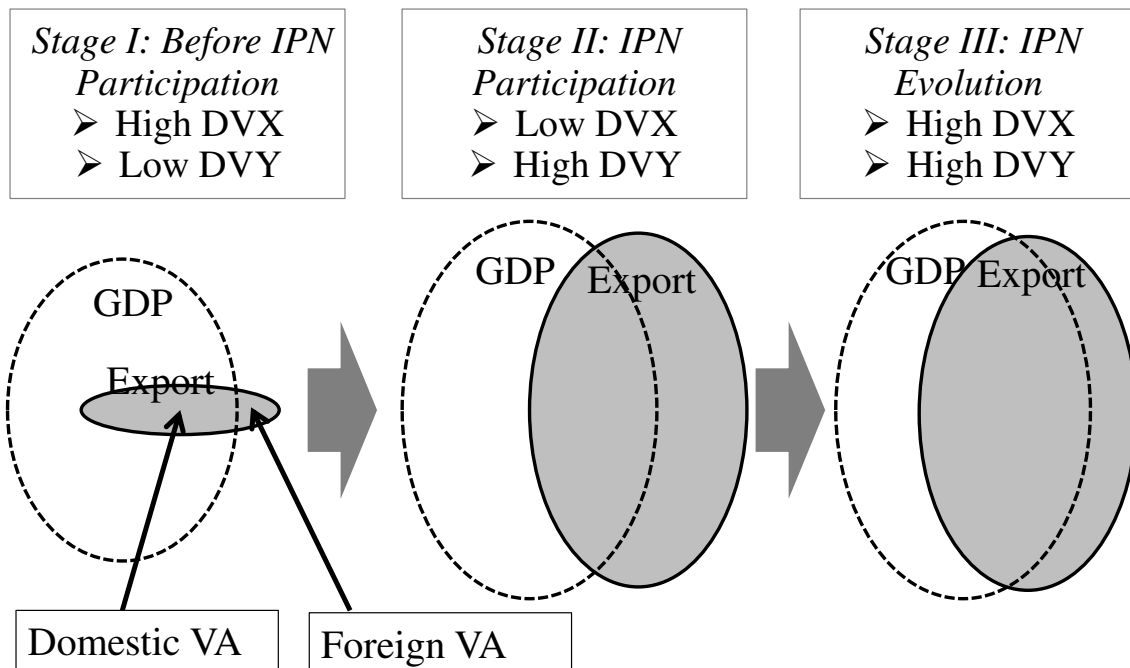 Stage I: Before IPN
Participation
➢ High DVX
➢ Low DVY
Stage II: IPN
Participation
➢ Low DVX
➢ High DVY
Stage III: IPN
Evolution
➢ High DVX
➢ High DVY
GDP
Export
GDP
Export
GDP
Export
Domestic VA
Foreign VA